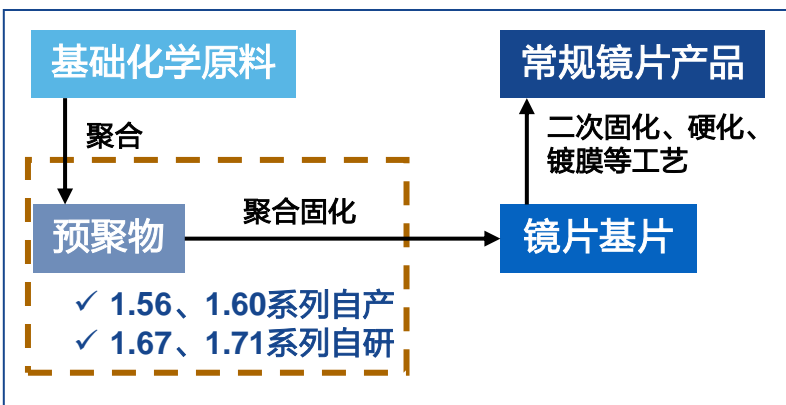 基础化学原料
常规镜片产品
聚合
二次固化、硬化、
镀膜等工艺
预聚物
聚合固化
镜片基片
✓ 1.56、1.60系列自产
✓ 1.67、1.71系列自研